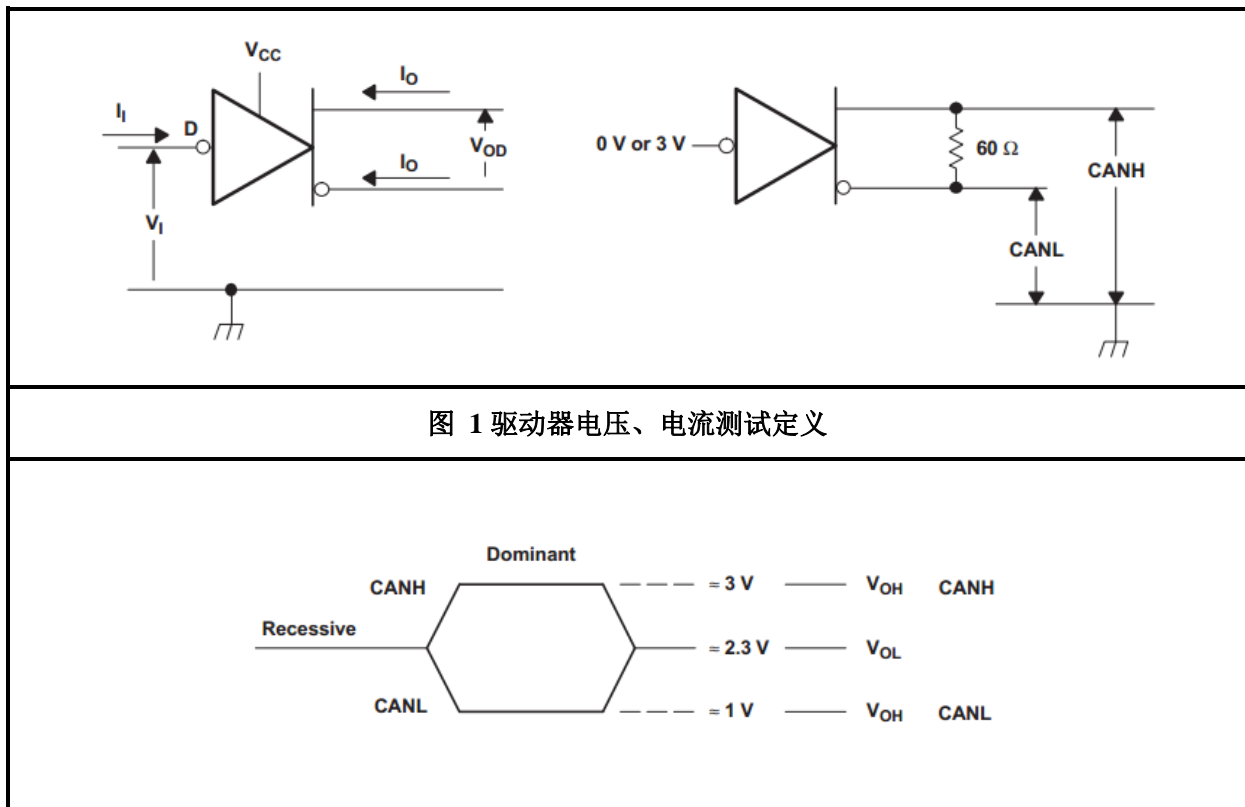 VCC
IO
II
D
VOD
IO
VI
0 V or 3 V
60 Ω
CANH
CANL
图 1 驱动器电压、电流测试定义
Dominant
CANH ≈ 3 V VOH CANH
Recessive ≈ 2.3 V VOL
CANL ≈ 1 V VOH CANL